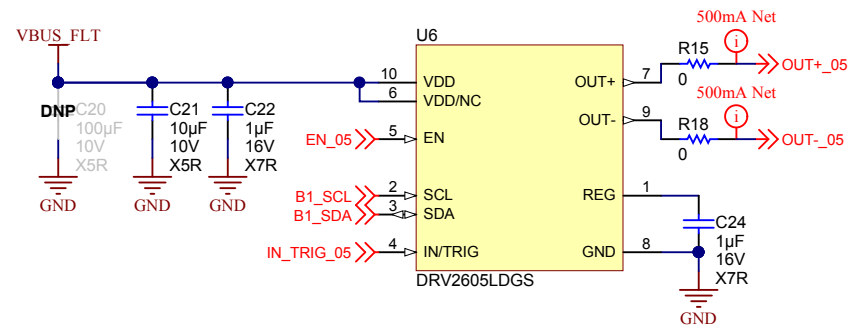 500mA Net
VBUS_FLT
U6
R15
i
OUT+_05
10 VDD
OUT+ 7
0
6 VDD/NC
500mA Net
DNP C20
100µF
10V
X5R
C21
10µF
10V
X5R
C22
1µF
16V
X7R
OUT- 9
R18
i
OUT-_05
0
EN_05 5 EN
B1_SCL 2 SCL
REG 1
B1_SDA 3 SDA
C24
1µF
16V
X7R
GND
GND
GND
IN_TRIG_05 4 IN/TRIG
GND 8
DRV2605LDGS
GND